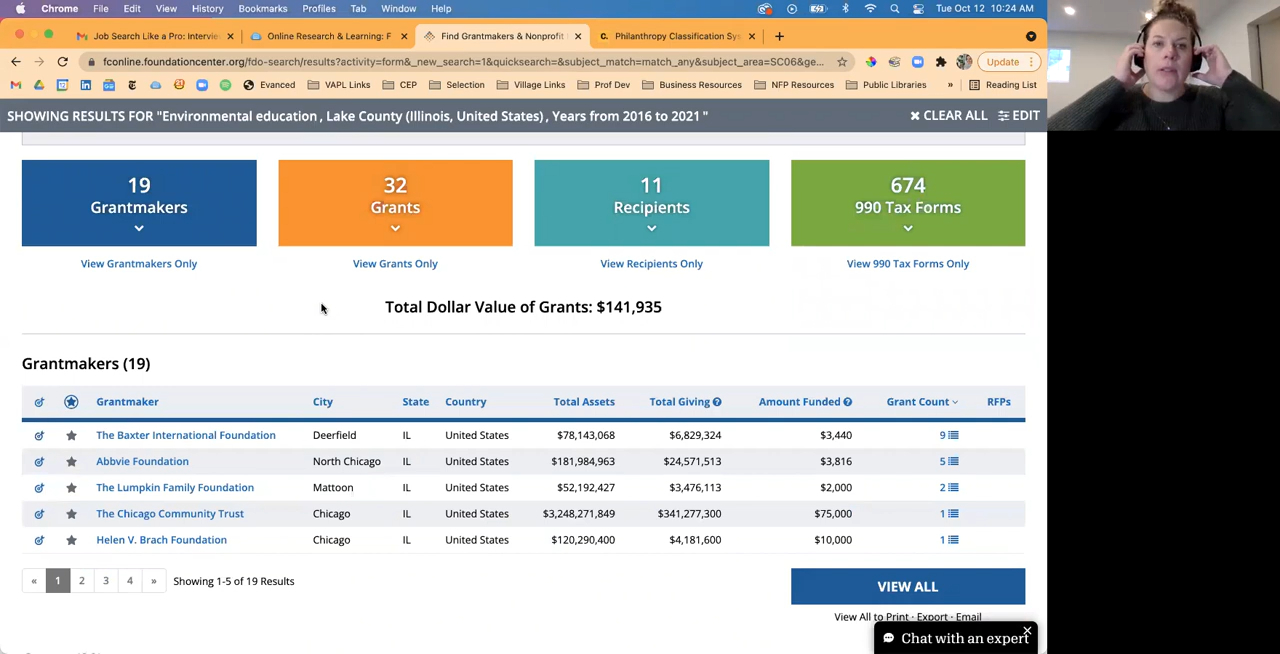 Chrome File Edit View History Bookmarks Profiles Tab Window Help Tue Oct 12 10:24 AM
Job Search Like a Pro: Intervie Online Research & Learning: F Find Grantmakers & Nonprofit Philanthropy Classification Sys
fconline.foundationcenter.org/fdo-search/results?activity=form&_new_search=1&quicksearch=&subject_match=match_any&subject_area=SC06&ge... Update
Evanced VAPL Links CEP Selection Village Links Prof Dev Business Resources NFP Resources Public Libraries » Reading List
SHOWING RESULTS FOR "Environmental education , Lake County (Illinois, United States) , Years from 2016 to 2021 " CLEAR ALL EDIT
19 32 11 674
Grantmakers Grants Recipients 990 Tax Forms
View Grantmakers Only View Grants Only View Recipients Only View 990 Tax Forms Only
Total Dollar Value of Grants: $141,935
Grantmakers (19)
Grantmaker City State Country Total Assets Total Giving Amount Funded Grant Count RFPs
The Baxter International Foundation Deerfield IL United States $78,143,068 $6,829,324 $3,440 9
Abbvie Foundation North Chicago IL United States $181,984,963 $24,571,513 $3,816 5
The Lumpkin Family Foundation Mattoon IL United States $52,192,427 $3,476,113 $2,000 2
The Chicago Community Trust Chicago IL United States $3,248,271,849 $341,277,300 $75,000 1
Helen V. Brach Foundation Chicago IL United States $120,290,400 $4,181,600 $10,000 1
« 1 2 3 4 » Showing 1-5 of 19 Results VIEW ALL
View All to Print · Export · Email
Chat with an expert